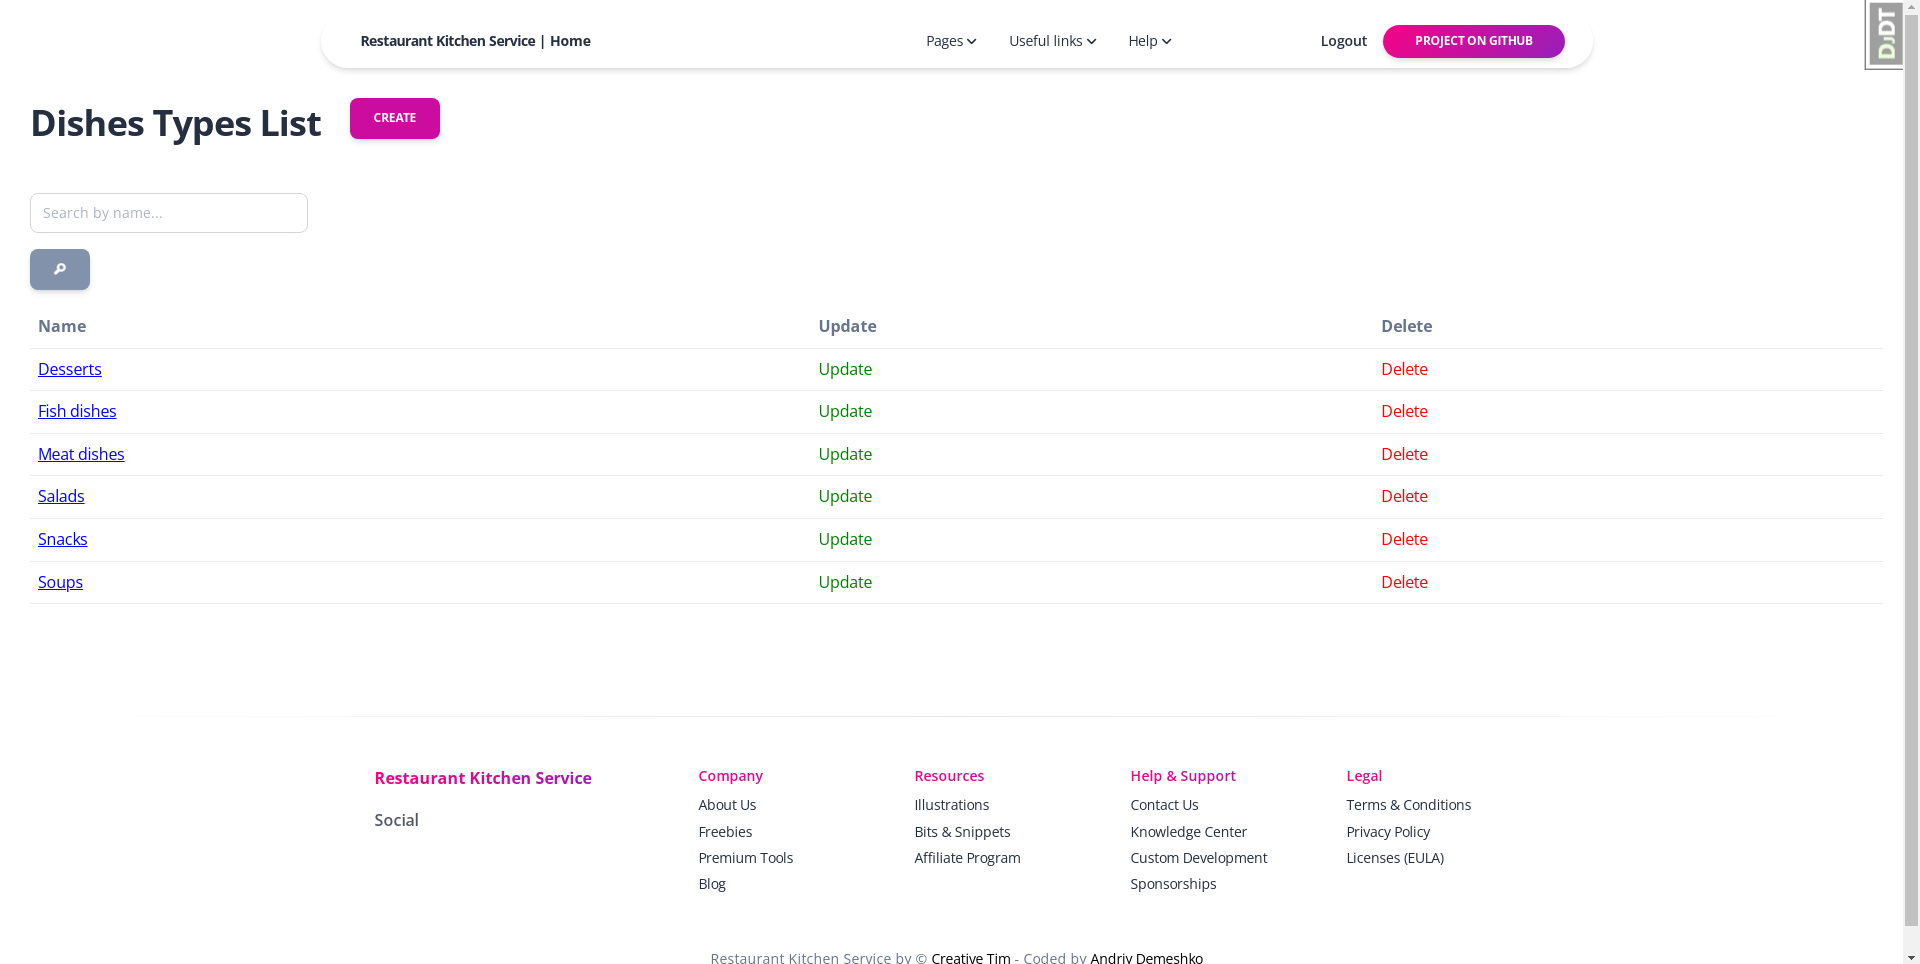 Restaurant Kitchen Service | Home Pages Useful links Help Logout PROJECT ON GITHUB
DjDT
Dishes Types List CREATE
Search by name...
Name Update Delete
Desserts Update Delete
Fish dishes Update Delete
Meat dishes Update Delete
Salads Update Delete
Snacks Update Delete
Soups Update Delete
Restaurant Kitchen Service
Social
Company
About Us
Freebies
Premium Tools
Blog
Resources
Illustrations
Bits & Snippets
Affiliate Program
Help & Support
Contact Us
Knowledge Center
Custom Development
Sponsorships
Legal
Terms & Conditions
Privacy Policy
Licenses (EULA)
Restaurant Kitchen Service by © Creative Tim - Coded by Andriy Demeshko